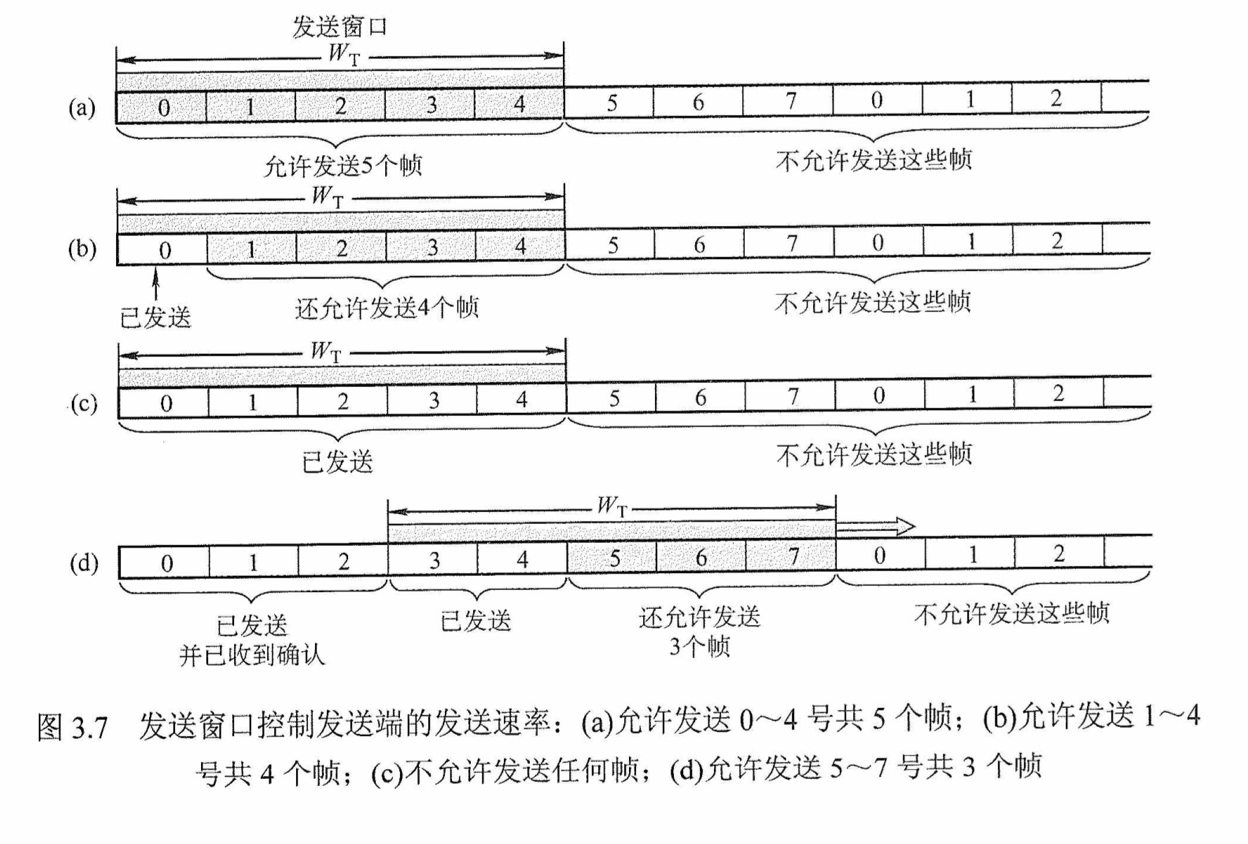 发送窗口
WT
(a) 0 1 2 3 4 5 6 7 0 1 2
允许发送5个帧 不允许发送这些帧
WT
(b) 0 1 2 3 4 5 6 7 0 1 2
已发送 还允许发送4个帧 不允许发送这些帧
WT
(c) 0 1 2 3 4 5 6 7 0 1 2
已发送 不允许发送这些帧
WT
(d) 0 1 2 3 4 5 6 7 0 1 2
已发送 已发送 还允许发送 不允许发送这些帧
并已收到确认 3个帧
图 3.7 发送窗口控制发送端的发送速率：(a)允许发送 0～4 号共 5 个帧；(b)允许发送 1～4
号共 4 个帧；(c)不允许发送任何帧；(d)允许发送 5～7 号共 3 个帧